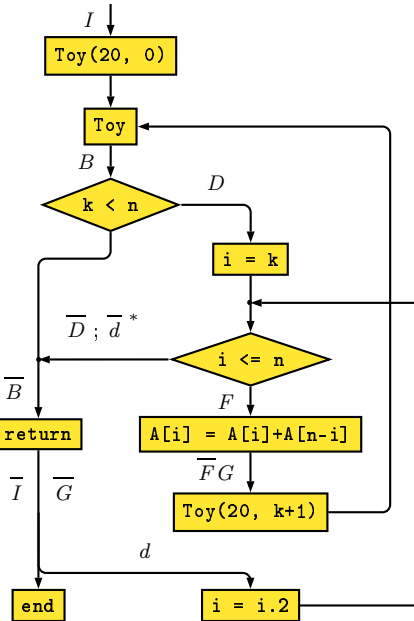 I
Toy(20, 0)
Toy
B
D
k < n
i = k
D̅ ; d̅ *
i <= n
B̅
F
return
A[i] = A[i]+A[n-i]
F̅G
I̅ G̅
Toy(20, k+1)
d
end
i = i.2